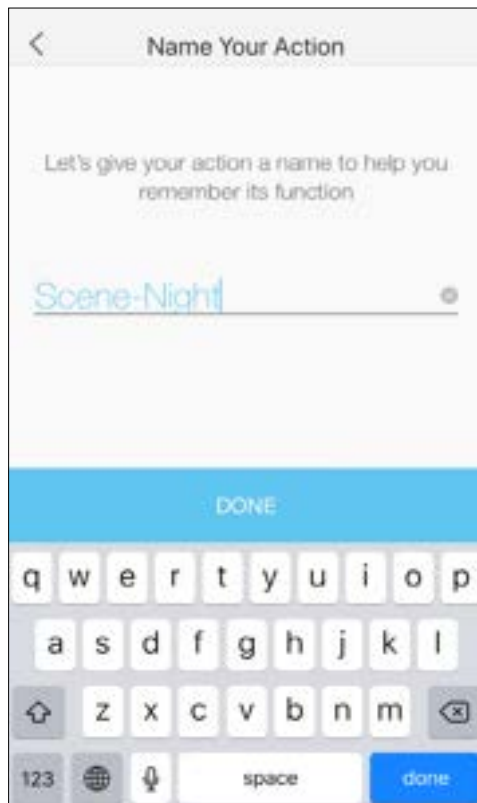 Name Your Action
Let's give your action a name to help you
remember its function
Scene-Night
DONE
q w e r t y u i o p
a s d f g h j k l
z x c v b n m
123 space done